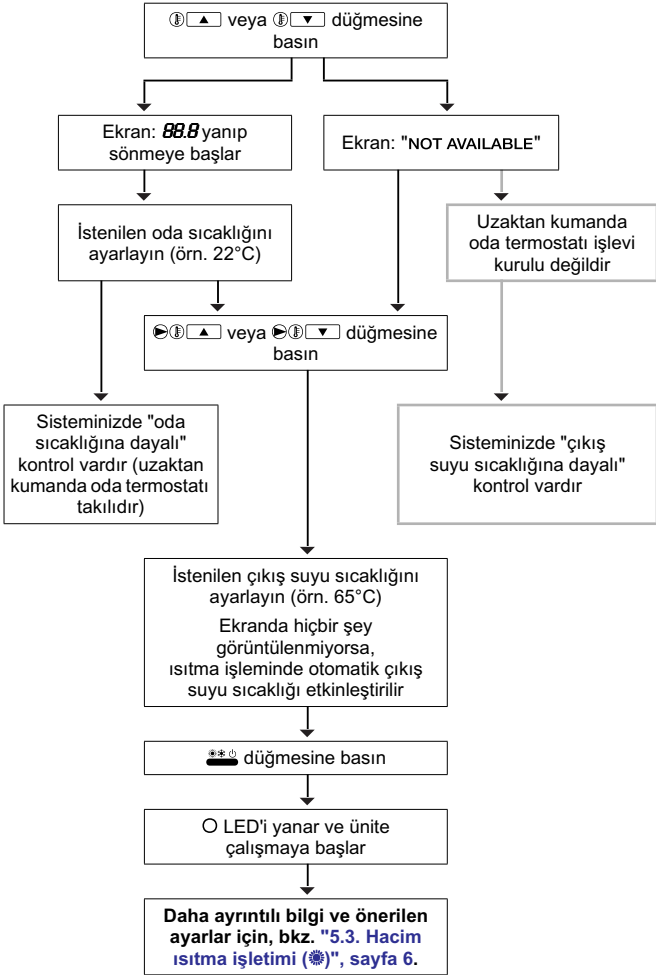 ▲ veya ▼ düğmesine
basın
Ekran: 88.8 yanıp
sönmeye başlar
Ekran: "NOT AVAILABLE"
İstenilen oda sıcaklığını
ayarlayın (örn. 22°C)
Uzaktan kumanda
oda termostatı işlevi
kurulu değildir
▲ veya ▼ düğmesine
basın
Sisteminizde "oda
sıcaklığına dayalı"
kontrol vardır (uzaktan
kumanda oda termostatı
takılıdır)
Sisteminizde "çıkış
suyu sıcaklığına dayalı"
kontrol vardır
İstenilen çıkış suyu sıcaklığını
ayarlayın (örn. 65°C)
Ekranda hiçbir şey
görüntülenmiyorsa,
ısıtma işleminde otomatik çıkış
suyu sıcaklığı etkinleştirilir
düğmesine basın
LED'i yanar ve ünite
çalışmaya başlar
Daha ayrıntılı bilgi ve önerilen
ayarlar için, bkz. "5.3. Hacim
ısıtma işletimi ()", sayfa 6.